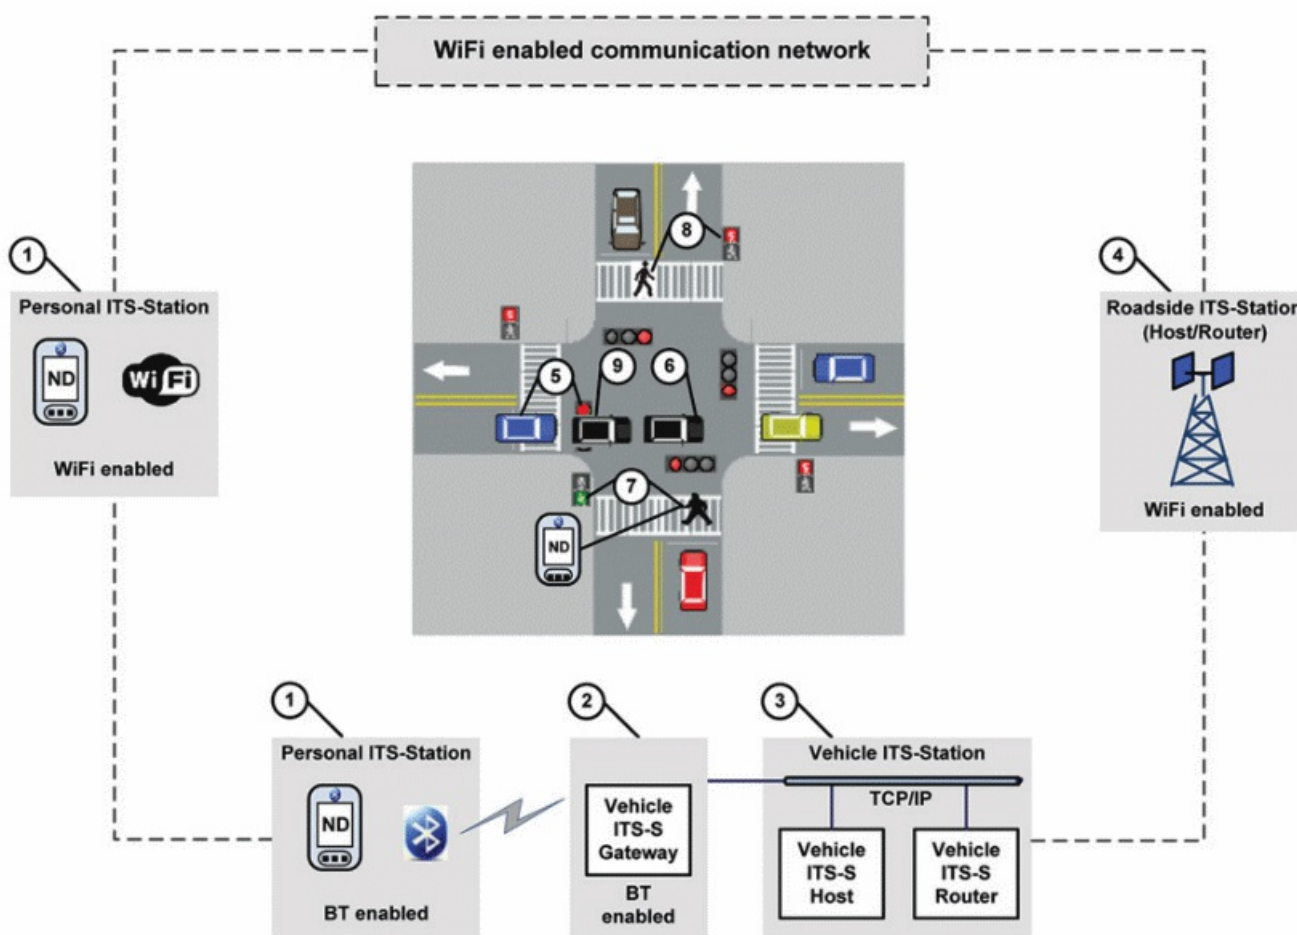 WiFi enabled communication network
1
Personal ITS-Station
ND
WiFi
WiFi enabled
8
5
9
6
7
ND
4
Roadside ITS-Station
(Host/Router)
WiFi enabled
1
Personal ITS-Station
ND
BT enabled
2
Vehicle
ITS-S
Gateway
BT
enabled
3
Vehicle ITS-Station
TCP/IP
Vehicle
ITS-S
Host
Vehicle
ITS-S
Router